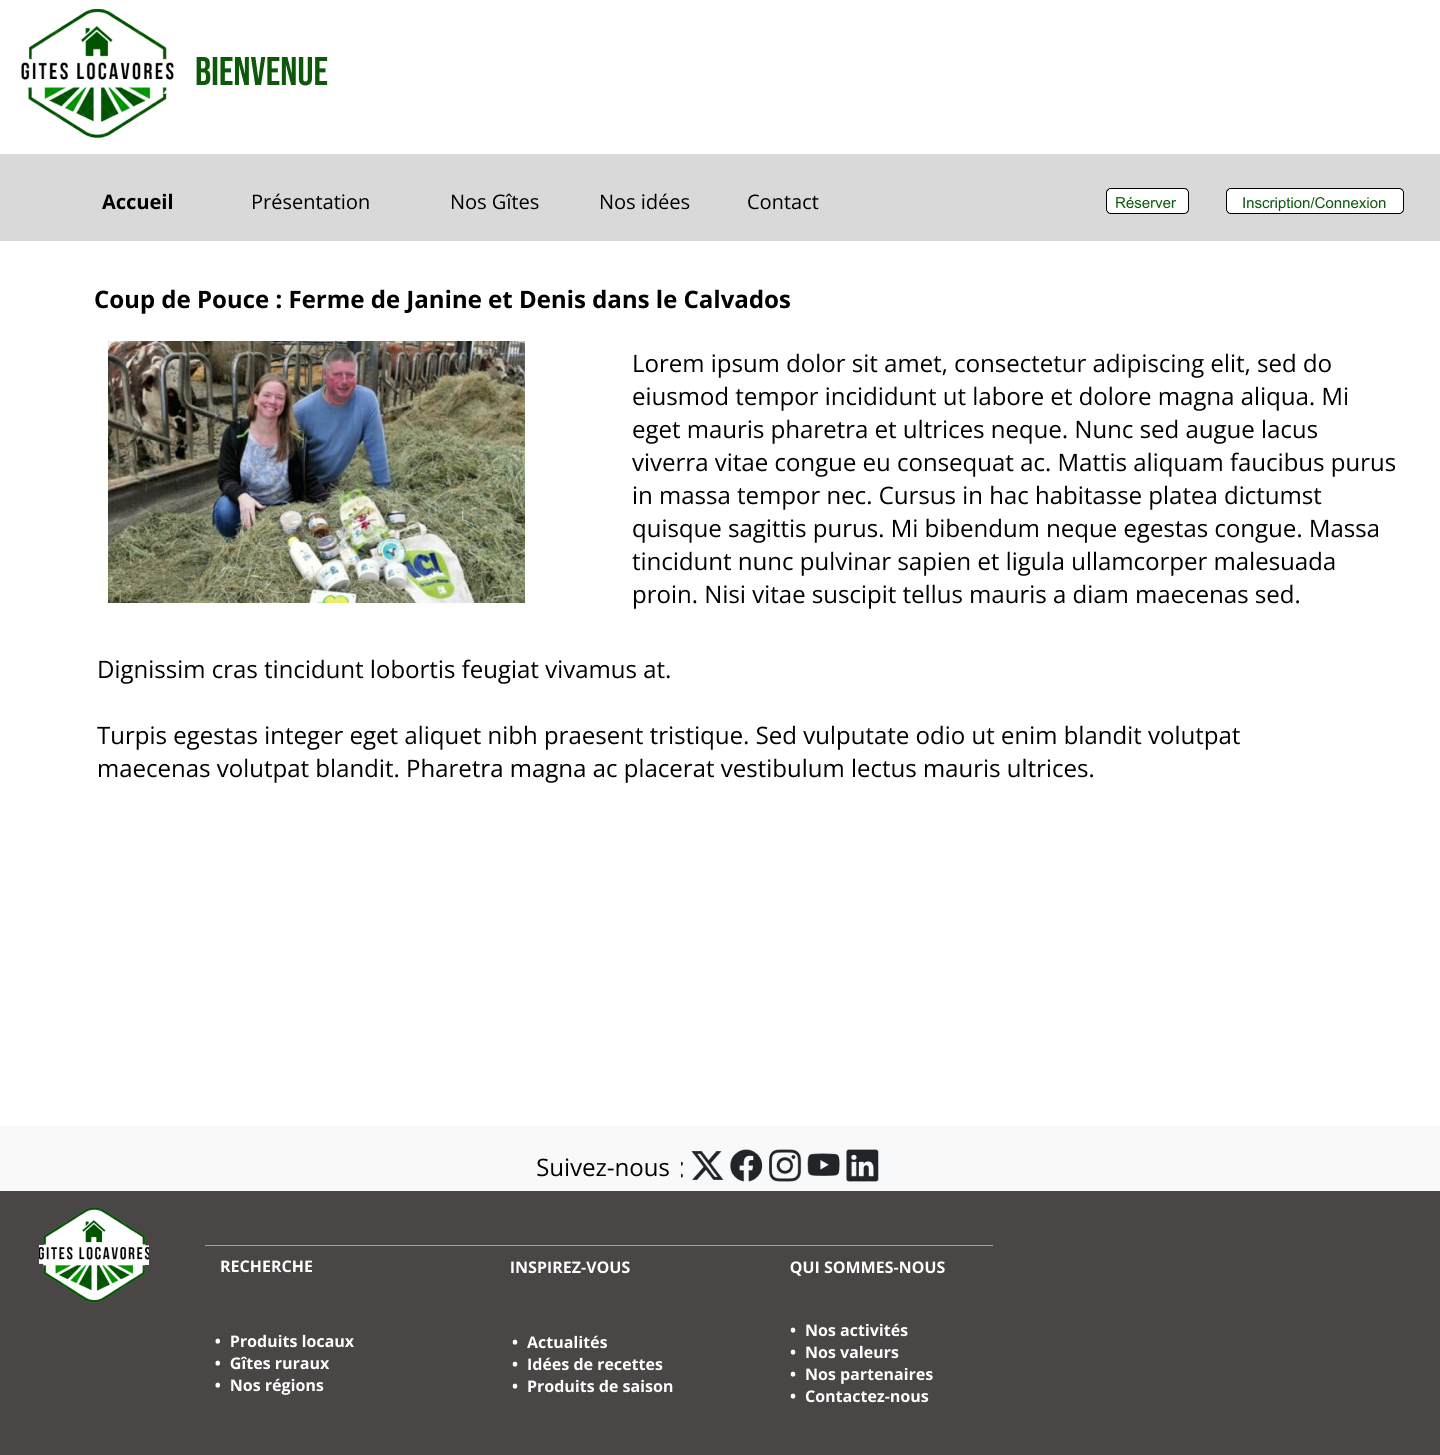 GITES LOCAVORES
BIENVENUE
Accueil
Présentation
Nos Gîtes
Nos idées
Contact
Réserver
Inscription/Connexion
Coup de Pouce : Ferme de Janine et Denis dans le Calvados
Lorem ipsum dolor sit amet, consectetur adipiscing elit, sed do
eiusmod tempor incididunt ut labore et dolore magna aliqua. Mi
eget mauris pharetra et ultrices neque. Nunc sed augue lacus
viverra vitae congue eu consequat ac. Mattis aliquam faucibus purus
in massa tempor nec. Cursus in hac habitasse platea dictumst
quisque sagittis purus. Mi bibendum neque egestas congue. Massa
tincidunt nunc pulvinar sapien et ligula ullamcorper malesuada
proin. Nisi vitae suscipit tellus mauris a diam maecenas sed.
Dignissim cras tincidunt lobortis feugiat vivamus at.
Turpis egestas integer eget aliquet nibh praesent tristique. Sed vulputate odio ut enim blandit volutpat
maecenas volutpat blandit. Pharetra magna ac placerat vestibulum lectus mauris ultrices.
Suivez-nous :
GITES LOCAVORES
RECHERCHE
• Produits locaux
• Gîtes ruraux
• Nos régions
INSPIREZ-VOUS
• Actualités
• Idées de recettes
• Produits de saison
QUI SOMMES-NOUS
• Nos activités
• Nos valeurs
• Nos partenaires
• Contactez-nous